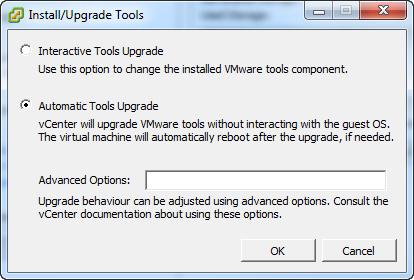 Install/Upgrade Tools
Interactive Tools Upgrade
Use this option to change the installed VMware tools component.
Automatic Tools Upgrade
vCenter will upgrade VMware tools without interacting with the guest OS.
The virtual machine will automatically reboot after the upgrade, if needed.
Advanced Options:
Upgrade behaviour can be adjusted using advanced options. Consult the
vCenter documentation about using these options.
OK Cancel